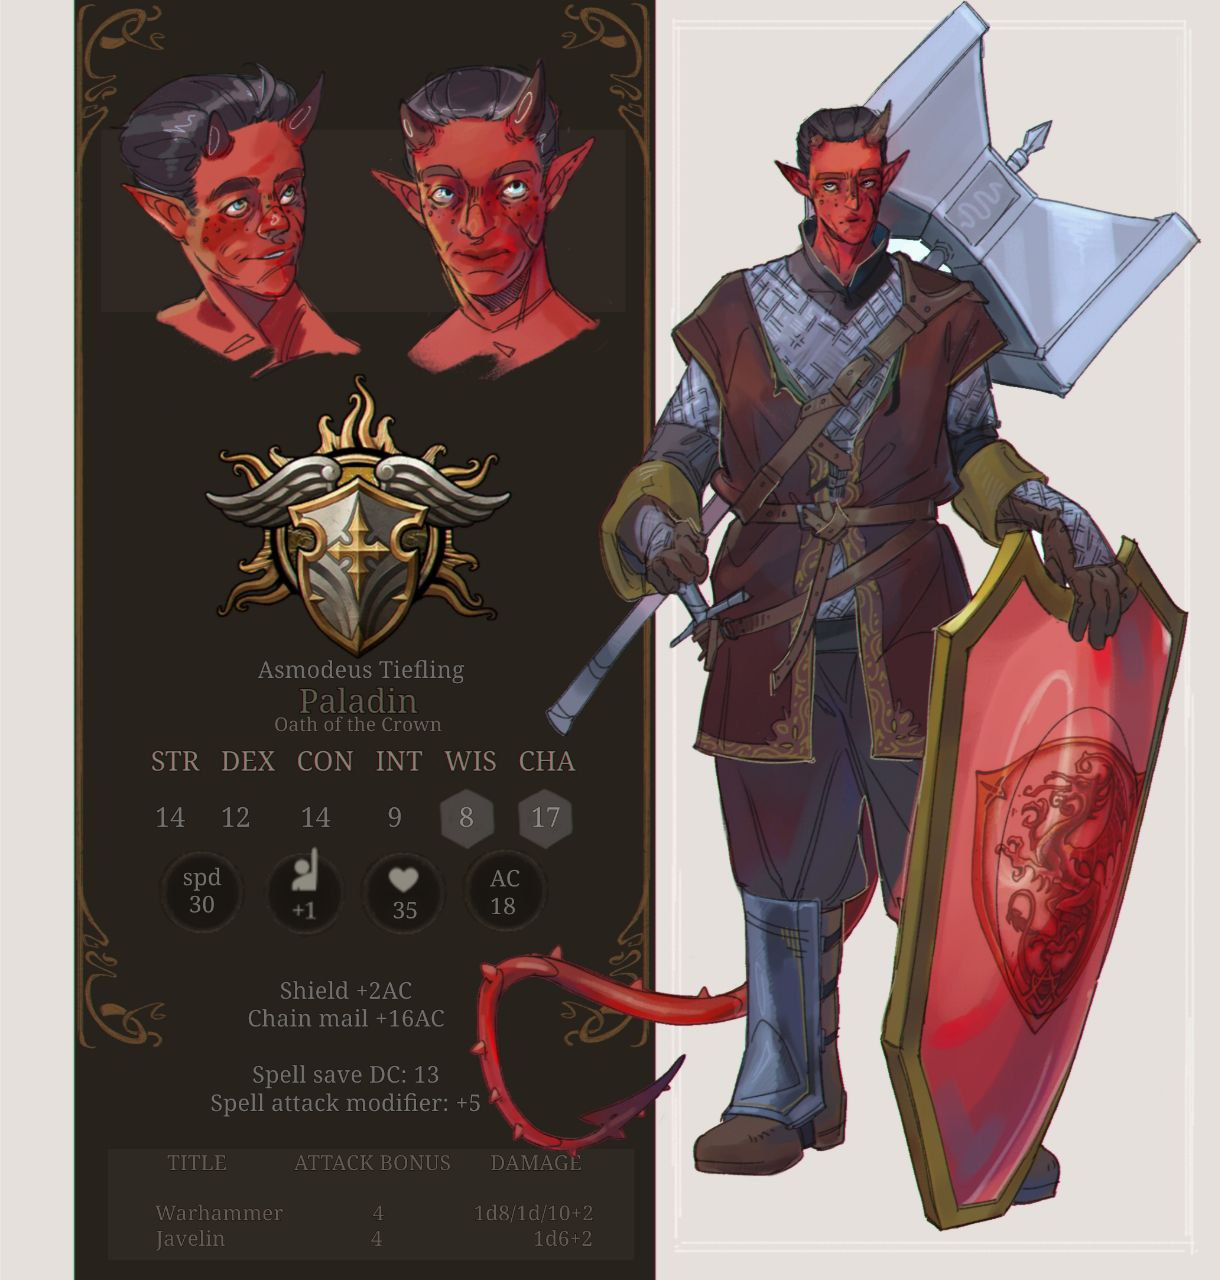 Asmodeus Tiefling
Paladin
Oath of the Crown
STR DEX CON INT WIS CHA
14 12 14 9 8 17
spd 30
+1
35
AC 18
Shield +2AC
Chain mail +16AC
Spell save DC: 13
Spell attack modifier: +5
TITLE ATTACK BONUS DAMAGE
Warhammer 4 1d8/1d/10+2
Javelin 4 1d6+2